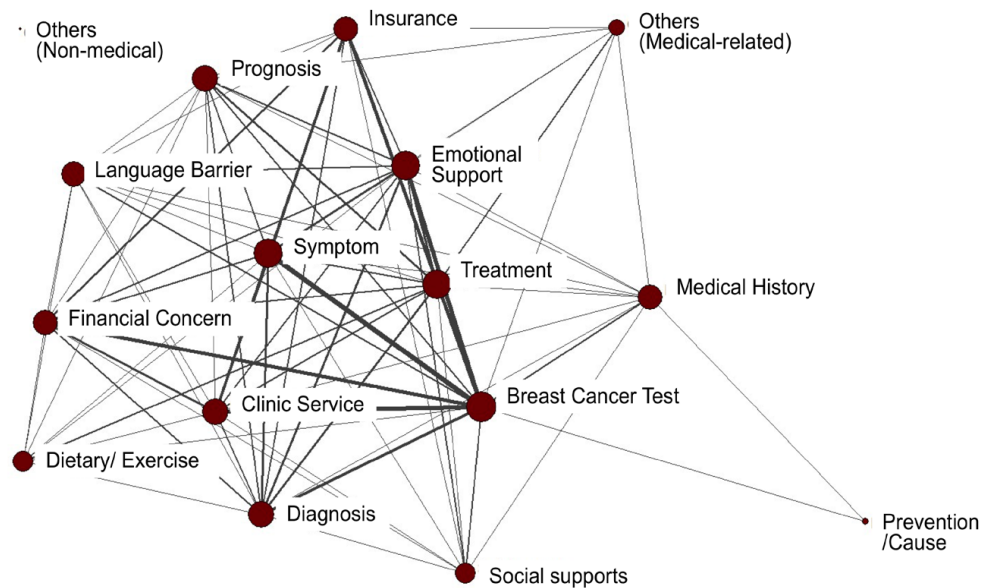 Others
(Non-medical)
Insurance
Others
(Medical-related)
Prognosis
Language Barrier
Emotional
Support
Symptom
Treatment
Medical History
Financial Concern
Clinic Service
Breast Cancer Test
Dietary/ Exercise
Diagnosis
Prevention
/Cause
Social supports